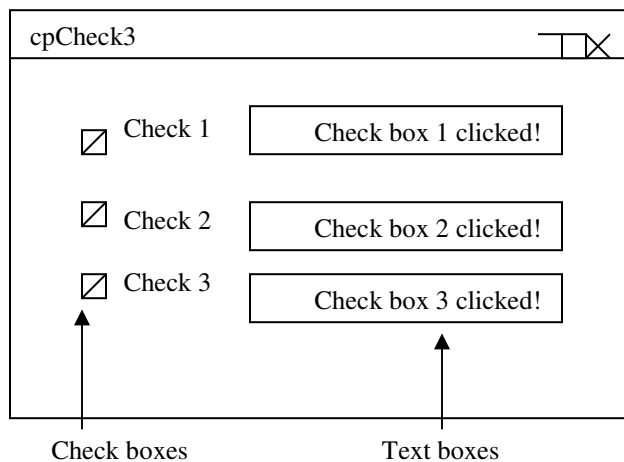 cpCheck3
Check 1 Check box 1 clicked!
Check 2 Check box 2 clicked!
Check 3 Check box 3 clicked!
Check boxes Text boxes